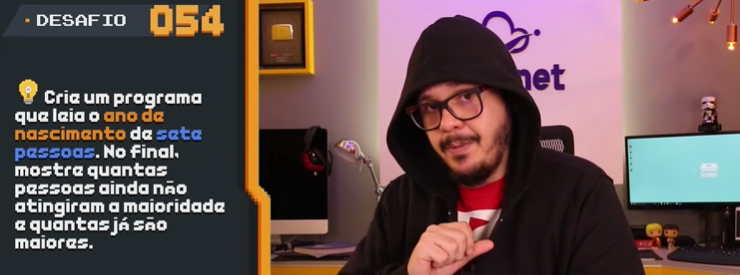 DESAFIO 054
Crie um programa
que leia o ano de
nascimento de sete
pessoas. No final,
mostre quantas
pessoas ainda não
atingiram a maioridade
e quantas já são
maiores.
net